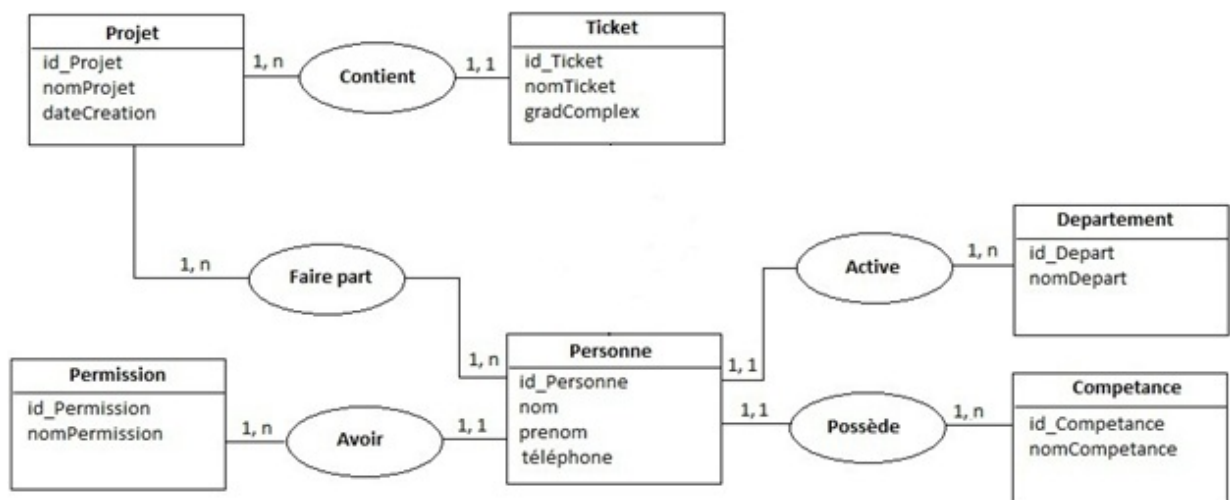 Projet
id_Projet
nomProjet
dateCreation
1, n
Contient
1, 1
Ticket
id_Ticket
nomTicket
gradComplex
1, n
Faire part
1, n
Active
1, 1
1, n
Departement
id_Depart
nomDepart
Permission
id_Permission
nomPermission
1, n
Avoir
1, 1
Personne
id_Personne
nom
prenom
téléphone
1, 1
Possède
1, n
Competance
id_Competance
nomCompetance